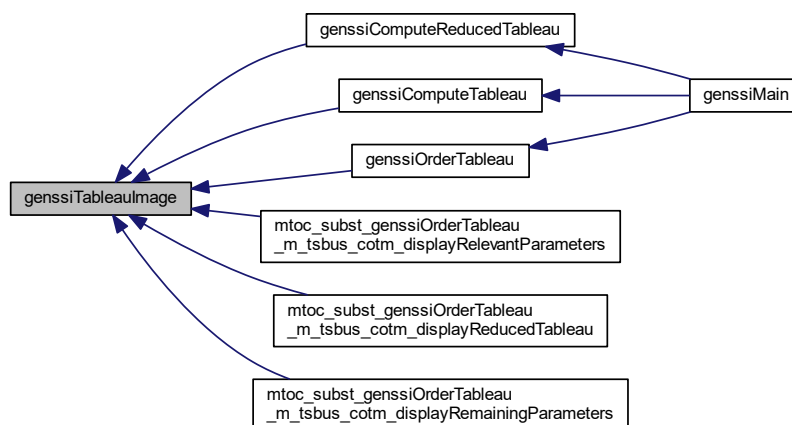 genssiComputeReducedTableau
genssiComputeTableau
genssiMain
genssiOrderTableau
genssiTableauImage
mtoc_subst_genssiOrderTableau
_m_tsbus_cotm_displayRelevantParameters
mtoc_subst_genssiOrderTableau
_m_tsbus_cotm_displayReducedTableau
mtoc_subst_genssiOrderTableau
_m_tsbus_cotm_displayRemainingParameters